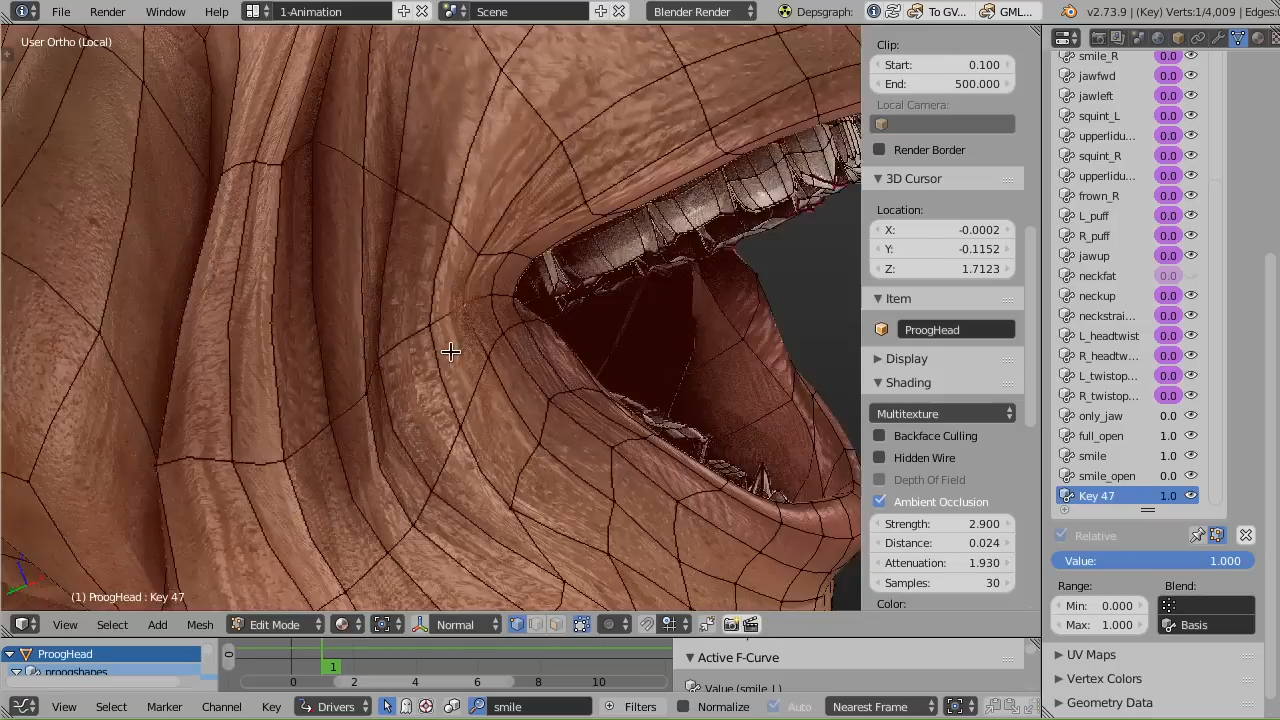 File Render Window Help 1-Animation Scene Blender Render Depsgraph: To GV... GML... v2.73.9 | (Key) Verts:1/4,009 | Edges
User Ortho (Local)
Clip:
Start: 0.100
End: 500.000
Local Camera:
Render Border
3D Cursor
Location:
X: -0.0002
Y: -0.1152
Z: 1.7123
Item
ProogHead
Display
Shading
Multitexture
Backface Culling
Hidden Wire
Depth Of Field
Ambient Occlusion
Strength: 2.900
Distance: 0.024
Attenuation: 1.930
Samples: 30
Color:
smile_R 0.0
jawfwd 0.0
jawleft 0.0
squint_L 0.0
upperlidu... 0.0
squint_R 0.0
upperlidu... 0.0
frown_R 0.0
L_puff 0.0
R_puff 0.0
jawup 0.0
neckfat 0.0
neckup 0.0
neckstrai... 0.0
L_headtwist 0.0
R_headtw... 0.0
L_twistop... 0.0
R_twistop... 0.0
only_jaw 0.0
full_open 1.0
smile 1.0
smile_open 0.0
Key 47 1.0
Relative
Value: 1.000
Range: Blend:
Min: 0.000
Max: 1.000 Basis
UV Maps
Vertex Colors
Geometry Data
(1) ProogHead : Key 47
View Select Add Mesh Edit Mode Normal
ProogHead
proogshapes
0
1
0 2 4 6 8 10
Active F-Curve
Value (smile_L)
View Select Marker Channel Key Drivers smile Filters Normalize Auto Nearest Frame